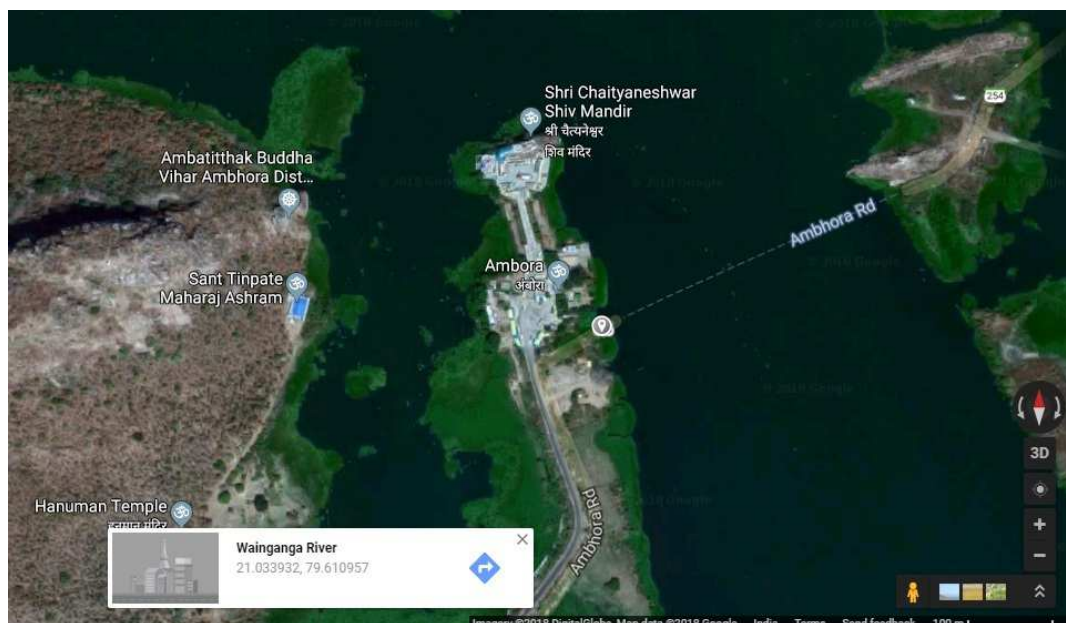 Shri Chaityaneshwar
Shiv Mandir
श्री चैत्यनेश्वर
शिव मंदिर
254
Ambatitthak Buddha
Vihar Ambhora Dist...
Ambhora Rd
Ambora
अंबोरा
Sant Tinpate
Maharaj Ashram
3D
Hanuman Temple
हनुमान मंदिर
Ambhora Rd
Wainganga River
21.033932, 79.610957
Imagery ©2018 DigitalGlobe, Map data ©2018 Google India Terms Send feedback 100 m